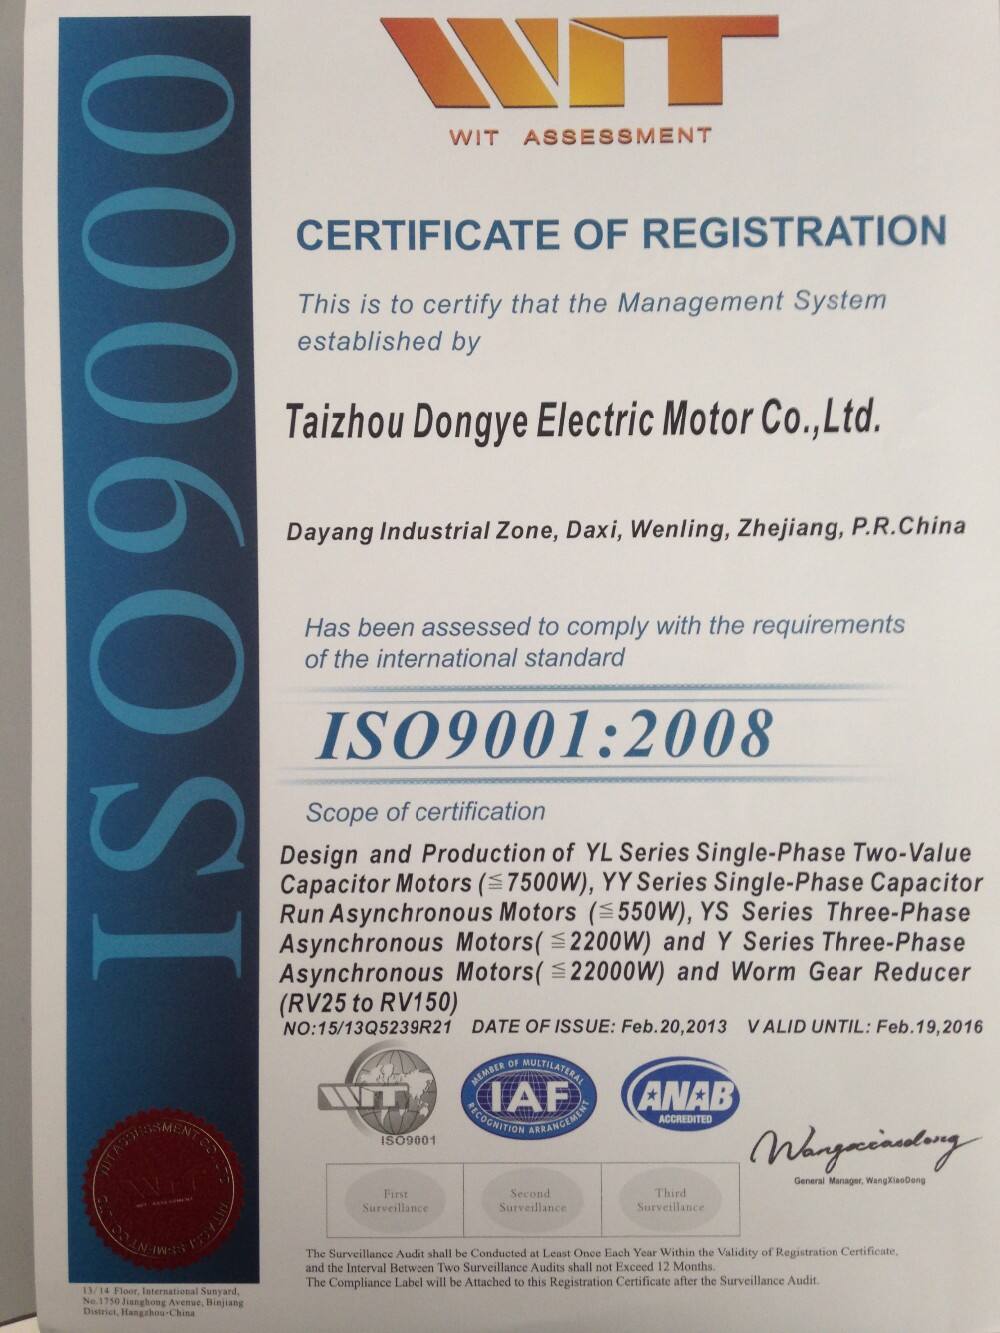 WIT
WIT ASSESSMENT
ISO9000
CERTIFICATE OF REGISTRATION
This is to certify that the Management System
established by
Taizhou Dongye Electric Motor Co.,Ltd.
Dayang Industrial Zone, Daxi, Wenling, Zhejiang, P.R.China
Has been assessed to comply with the requirements
of the international standard
ISO9001:2008
Scope of certification
Design and Production of YL Series Single-Phase Two-Value
Capacitor Motors (≦7500W), YY Series Single-Phase Capacitor
Run Asynchronous Motors (≦550W), YS Series Three-Phase
Asynchronous Motors( ≦2200W) and Y Series Three-Phase
Asynchronous Motors( ≦22000W) and Worm Gear Reducer
(RV25 to RV150)
NO:15/13Q5239R21 DATE OF ISSUE: Feb.20,2013 VALID UNTIL: Feb.19,2016
WIT
ISO9001
MEMBER OF MULTILATERAL
IAF
RECOGNITION ARRANGEMENT
ANAB
ACCREDITED
Wangxiaodong
General Manager, WangXiaoDong
First
Surveillance
Second
Surveillance
Third
Surveillance
WIT ASSESSMENT
The Surveillance Audit shall be Conducted at Least Once Each Year Within the Validity of Registration Certificate,
and the Interval Between Two Surveillance Audits shall not Exceed 12 Months.
The Compliance Label will be Attached to this Registration Certificate after the Surveillance Audit.
13/14 Floor, International Sunyard,
No.1750 Jianghong Avenue, Binjiang
District, Hangzhou·China